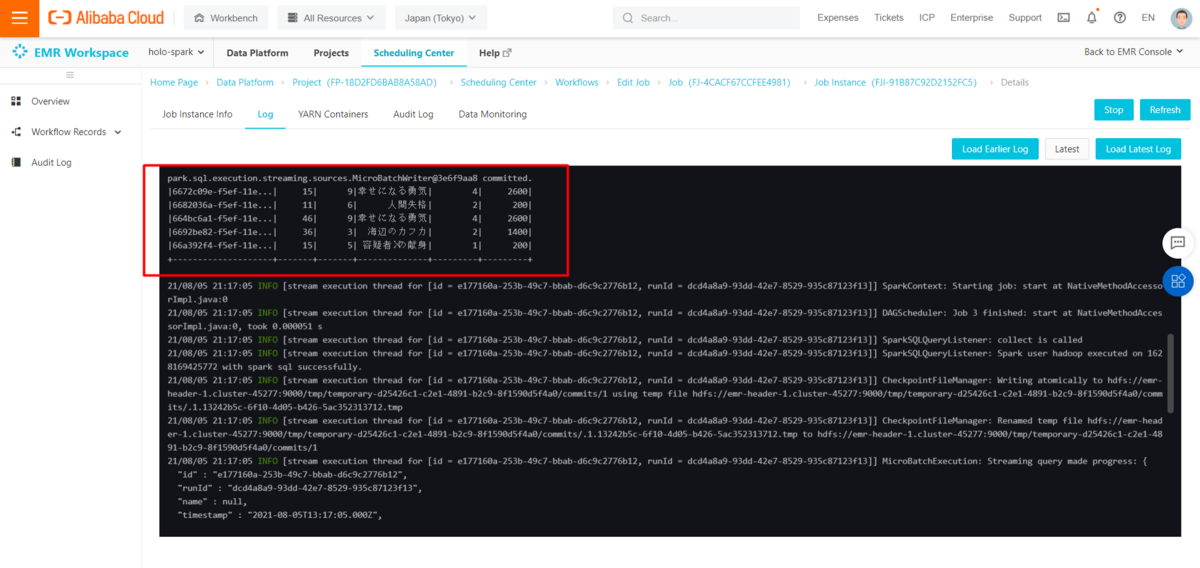 Alibaba Cloud
Workbench
All Resources
Japan (Tokyo)
Search...
Expenses
Tickets
ICP
Enterprise
Support
EN
EMR Workspace
holo-spark
Data Platform
Projects
Scheduling Center
Help
Back to EMR Console
Home Page > Data Platform > Project (FP-18D2FD6BAB8A58AD) > Scheduling Center > Workflows > Edit Job > Job (FJ-4CACF67CCFEE4981) > Job Instance (FJI-91B87C92D2152FC5) > Details
Overview
Workflow Records
Audit Log
Job Instance Info
Log
YARN Containers
Audit Log
Data Monitoring
Stop
Refresh
Load Earlier Log
Latest
Load Latest Log
park.sql.execution.streaming.sources.MicroBatchWriter@3e6f9aa8 committed.
|6672c09e-f5ef-11e...| 15| 9|幸せになる勇気| 4| 2600|
|6682036a-f5ef-11e...| 11| 6| 人間失格| 2| 200|
|664bc6a1-f5ef-11e...| 46| 9|幸せになる勇気| 4| 2600|
|6692be82-f5ef-11e...| 36| 3| 海辺のカフカ| 2| 1400|
|66a392f4-f5ef-11e...| 15| 5| 容疑者Xの献身| 1| 200|
+--------------------+-------+-------+--------------+---------+---------+
21/08/05 21:17:05 INFO [stream execution thread for [id = e177160a-253b-49c7-bbab-d6c9c2776b12, runId = dcd4a8a9-93dd-42e7-8529-935c87123f13]] SparkContext: Starting job: start at NativeMethodAccesso
rImpl.java:0
21/08/05 21:17:05 INFO [stream execution thread for [id = e177160a-253b-49c7-bbab-d6c9c2776b12, runId = dcd4a8a9-93dd-42e7-8529-935c87123f13]] DAGScheduler: Job 3 finished: start at NativeMethodAcces
sorImpl.java:0, took 0.000051 s
21/08/05 21:17:05 INFO [stream execution thread for [id = e177160a-253b-49c7-bbab-d6c9c2776b12, runId = dcd4a8a9-93dd-42e7-8529-935c87123f13]] SparkSQLQueryListener: collect is called
21/08/05 21:17:05 INFO [stream execution thread for [id = e177160a-253b-49c7-bbab-d6c9c2776b12, runId = dcd4a8a9-93dd-42e7-8529-935c87123f13]] SparkSQLQueryListener: Spark user hadoop executed on 162
8169425772 with spark sql successfully.
21/08/05 21:17:05 INFO [stream execution thread for [id = e177160a-253b-49c7-bbab-d6c9c2776b12, runId = dcd4a8a9-93dd-42e7-8529-935c87123f13]] CheckpointFileManager: Writing atomically to hdfs://emr-
header-1.cluster-45277:9000/tmp/temporary-d25426c1-c2e1-4891-b2c9-8f1590d5f4a0/commits/1 using temp file hdfs://emr-header-1.cluster-45277:9000/tmp/temporary-d25426c1-c2e1-4891-b2c9-8f1590d5f4a0/comm
its/.1.13242b5c-6f10-4d05-b426-5ac352313712.tmp
21/08/05 21:17:05 INFO [stream execution thread for [id = e177160a-253b-49c7-bbab-d6c9c2776b12, runId = dcd4a8a9-93dd-42e7-8529-935c87123f13]] CheckpointFileManager: Renamed temp file hdfs://emr-head
er-1.cluster-45277:9000/tmp/temporary-d25426c1-c2e1-4891-b2c9-8f1590d5f4a0/commits/.1.13242b5c-6f10-4d05-b426-5ac352313712.tmp to hdfs://emr-header-1.cluster-45277:9000/tmp/temporary-d25426c1-c2e1-48
91-b2c9-8f1590d5f4a0/commits/1
21/08/05 21:17:05 INFO [stream execution thread for [id = e177160a-253b-49c7-bbab-d6c9c2776b12, runId = dcd4a8a9-93dd-42e7-8529-935c87123f13]] MicroBatchExecution: Streaming query made progress: {
"id" : "e177160a-253b-49c7-bbab-d6c9c2776b12",
"runId" : "dcd4a8a9-93dd-42e7-8529-935c87123f13",
"name" : null,
"timestamp" : "2021-08-05T13:17:05.000Z",